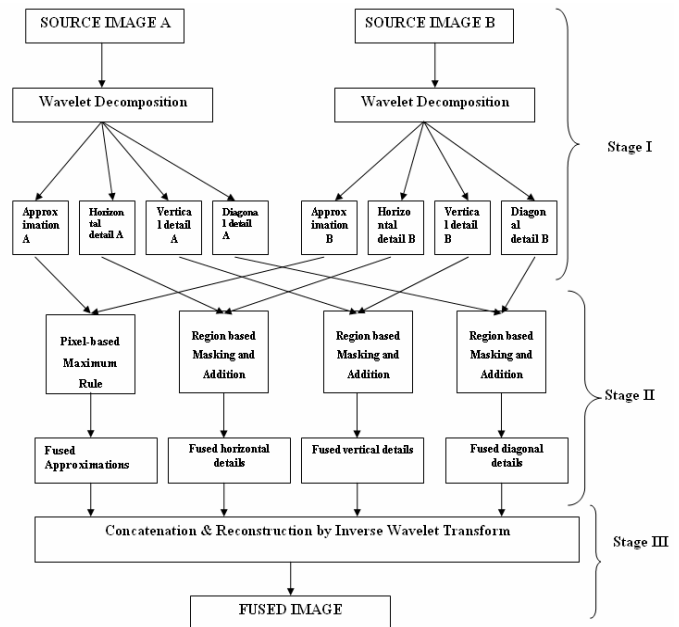 SOURCE IMAGE A
SOURCE IMAGE B
Wavelet Decomposition
Wavelet Decomposition
Stage I
Approx
imation
A
Horizon
tal
detail A
Vertica
l detail
A
Diagona
l detail
A
Approx
imation
B
Horizo
ntal
detail B
Vertica
l detail
B
Diagon
al
detail B
Pixel-based
Maximum
Rule
Region based
Masking and
Addition
Region based
Masking and
Addition
Region based
Masking and
Addition
Stage II
Fused
Approximations
Fused horizontal
details
Fused vertical details
Fused diagonal
details
Concatenation & Reconstruction by Inverse Wavelet Transform
Stage III
FUSED IMAGE